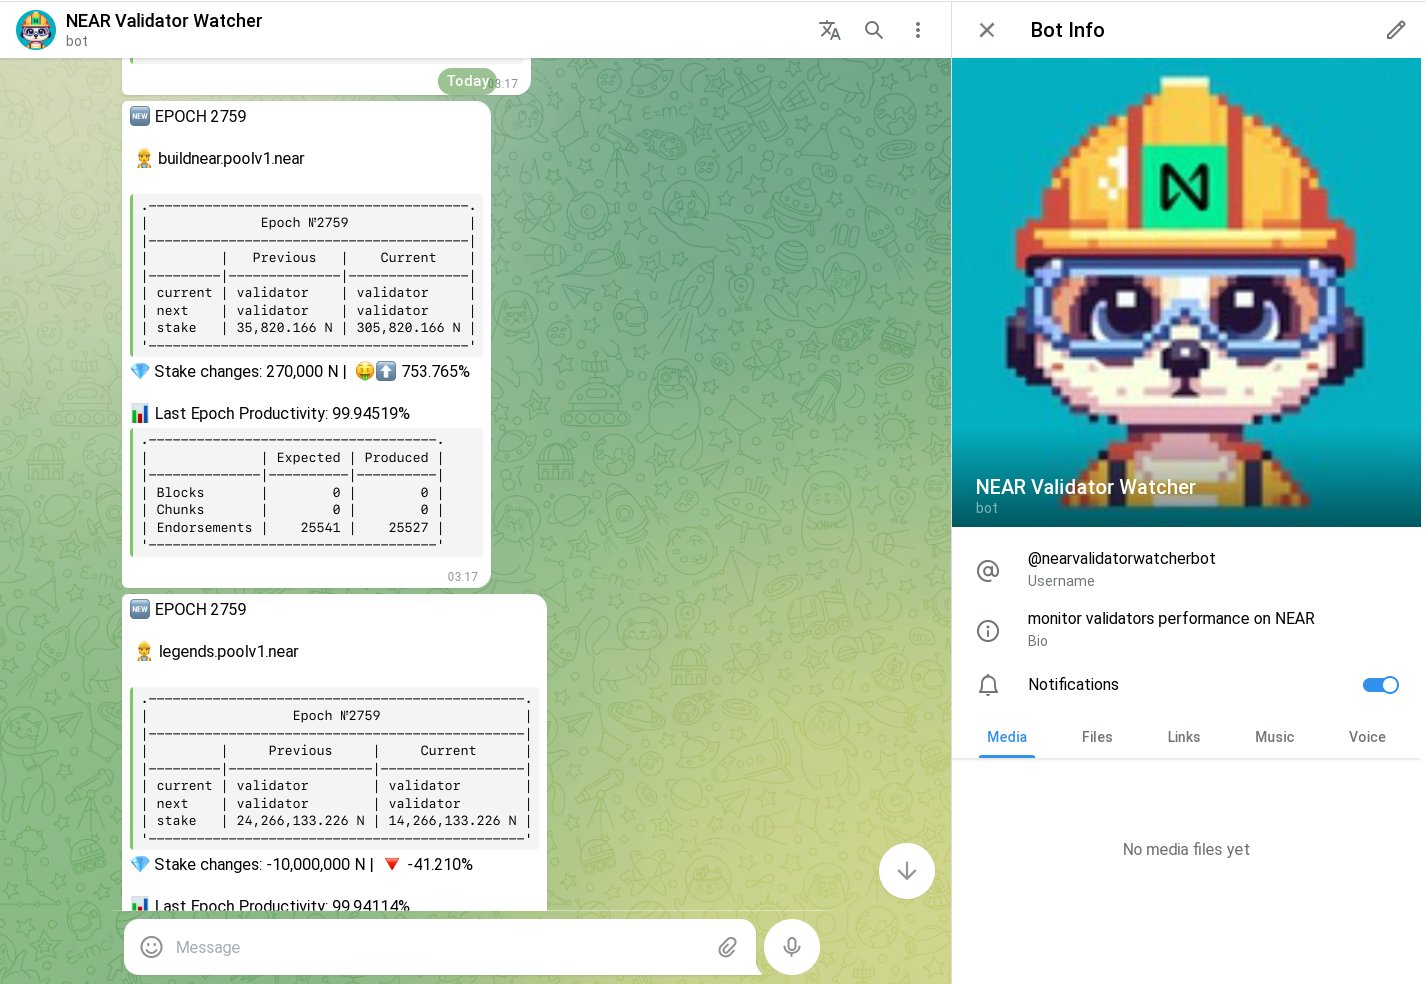 NEAR Validator Watcher
bot
Today
03:17
NEW EPOCH 2759
buildnear.poolv1.near
Epoch №2759
| | Previous | Current |
| current | validator | validator |
| next | validator | validator |
| stake | 35,820.166 N | 305,820.166 N |
Stake changes: 270,000 N | 753.765%
Last Epoch Productivity: 99.94519%
| | Expected | Produced |
| Blocks | 0 | 0 |
| Chunks | 0 | 0 |
| Endorsements | 25541 | 25527 |
03:17
NEW EPOCH 2759
legends.poolv1.near
Epoch №2759
| | Previous | Current |
| current | validator | validator |
| next | validator | validator |
| stake | 24,266,133.226 N | 14,266,133.226 N |
Stake changes: -10,000,000 N | -41.210%
Last Epoch Productivity: 99.94114%
Message
Bot Info
NEAR Validator Watcher
bot
@nearvalidatorwatcherbot
Username
monitor validators performance on NEAR
Bio
Notifications
Media Files Links Music Voice
No media files yet